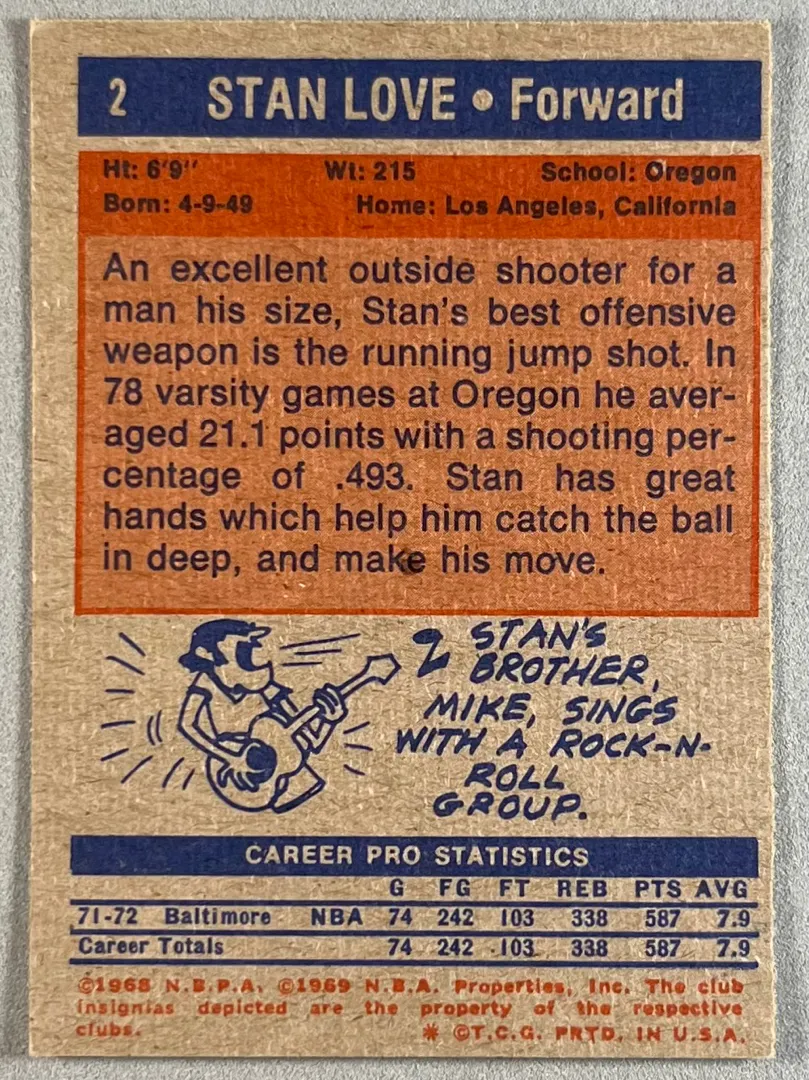 2 STAN LOVE • Forward
Ht: 6'9" Wt: 215 School: Oregon
Born: 4-9-49 Home: Los Angeles, California
An excellent outside shooter for a
man his size, Stan's best offensive
weapon is the running jump shot. In
78 varsity games at Oregon he aver-
aged 21.1 points with a shooting per-
centage of .493. Stan has great
hands which help him catch the ball
in deep, and make his move.
2 STAN'S
BROTHER,
MIKE, SINGS
WITH A ROCK-N-
ROLL
GROUP.
CAREER PRO STATISTICS
G FG FT REB PTS AVG
71-72 Baltimore NBA 74 242 103 338 587 7.9
Career Totals 74 242 103 338 587 7.9
©1968 N.B.P.A. ©1969 N.B.A. Properties, Inc. The club
insignias depicted are the property of the respective
clubs. * ©T.C.G. PRTD. IN U.S.A.